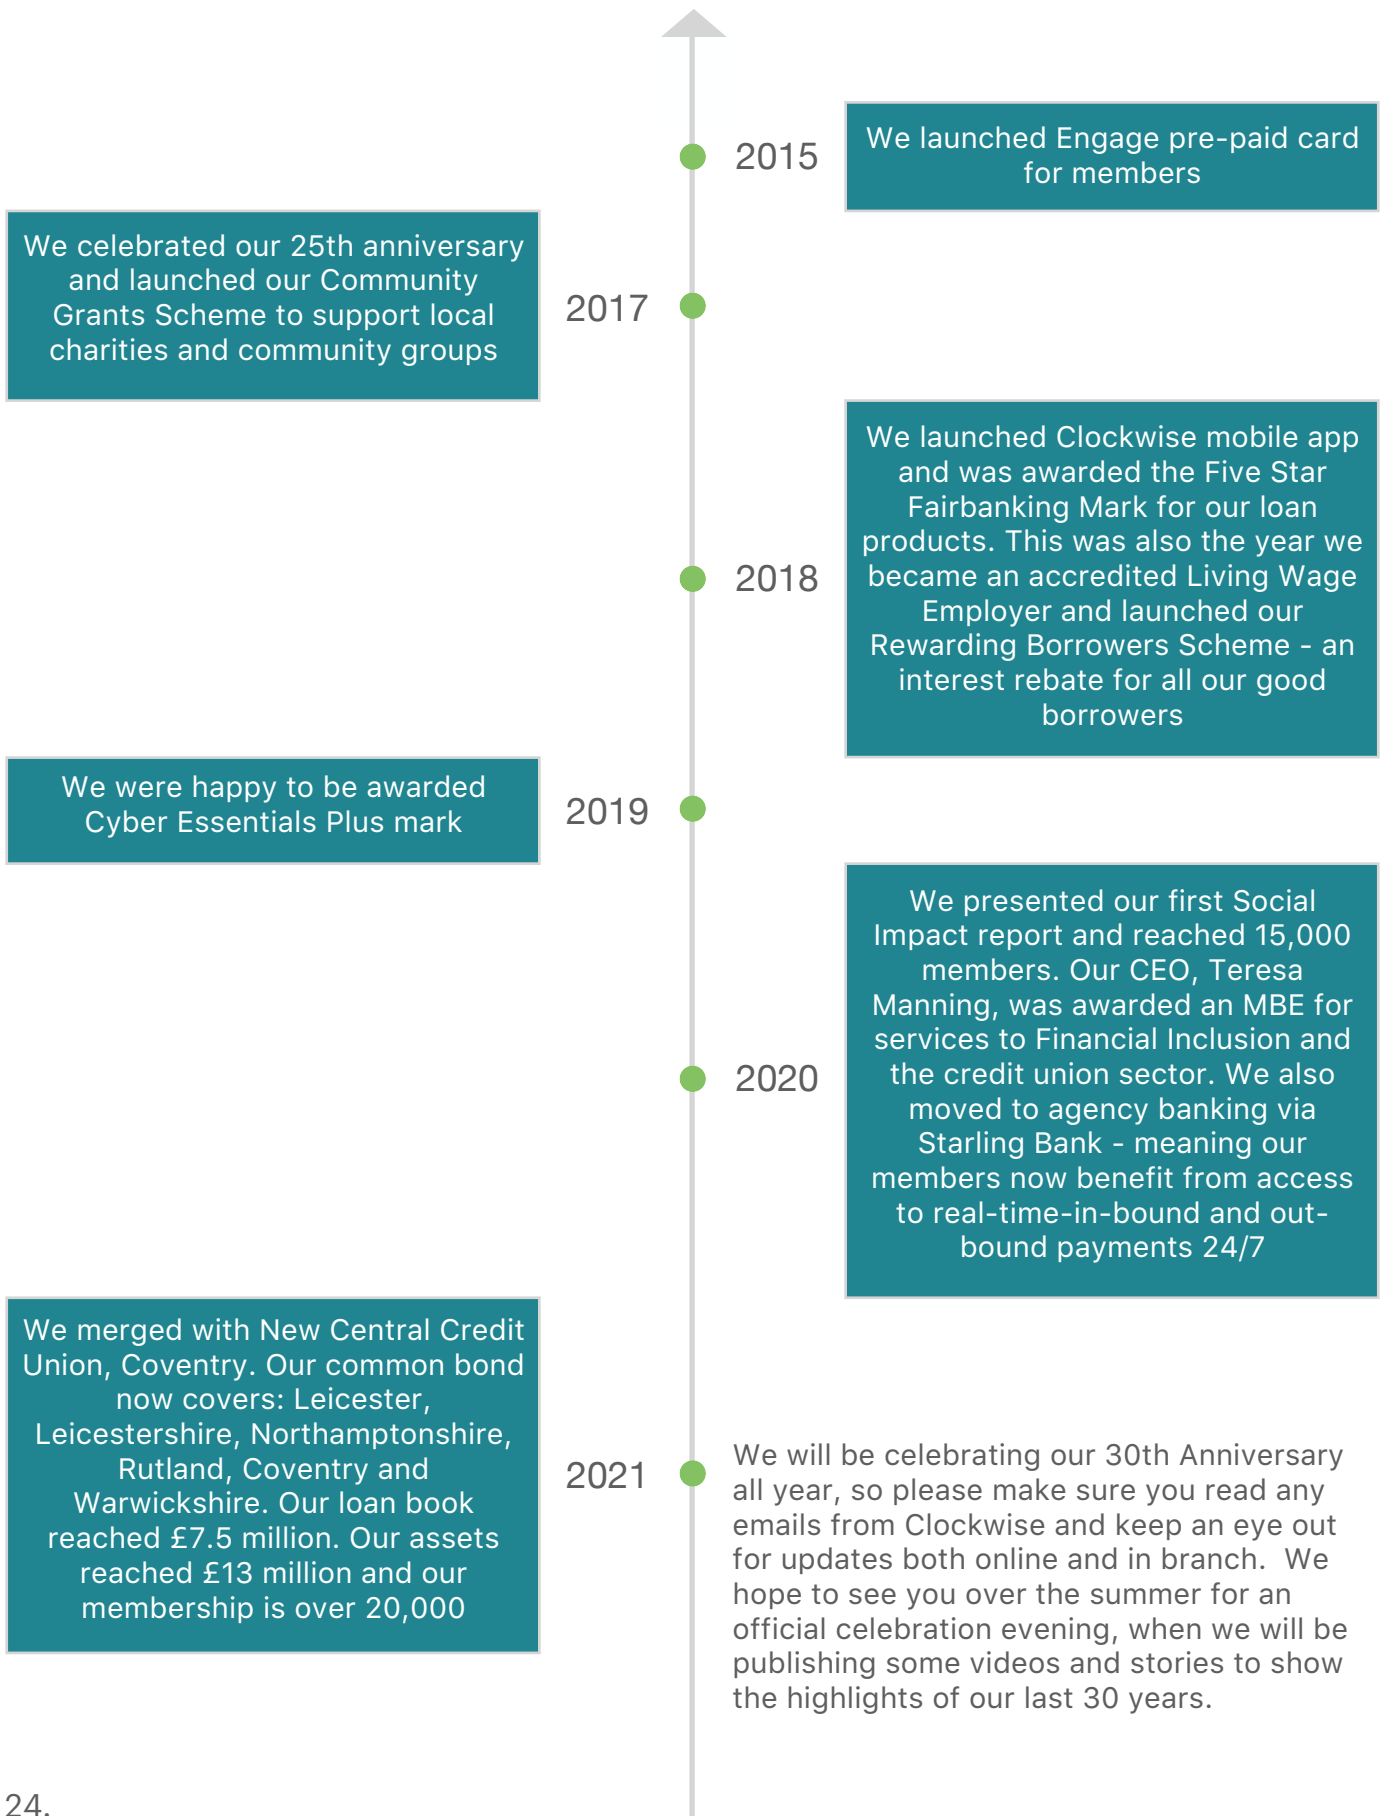 2015
We launched Engage pre-paid card
for members
We celebrated our 25th anniversary
and launched our Community
Grants Scheme to support local
charities and community groups
2017
We launched Clockwise mobile app
and was awarded the Five Star
Fairbanking Mark for our loan
products. This was also the year we
became an accredited Living Wage
Employer and launched our
Rewarding Borrowers Scheme - an
interest rebate for all our good
borrowers
2018
We were happy to be awarded
Cyber Essentials Plus mark
2019
We presented our first Social
Impact report and reached 15,000
members. Our CEO, Teresa
Manning, was awarded an MBE for
services to Financial Inclusion and
the credit union sector. We also
moved to agency banking via
Starling Bank - meaning our
members now benefit from access
to real-time-in-bound and out-
bound payments 24/7
2020
We merged with New Central Credit
Union, Coventry. Our common bond
now covers: Leicester,
Leicestershire, Northamptonshire,
Rutland, Coventry and
Warwickshire. Our loan book
reached £7.5 million. Our assets
reached £13 million and our
membership is over 20,000
2021
We will be celebrating our 30th Anniversary
all year, so please make sure you read any
emails from Clockwise and keep an eye out
for updates both online and in branch.  We
hope to see you over the summer for an
official celebration evening, when we will be
publishing some videos and stories to show
the highlights of our last 30 years.
24.